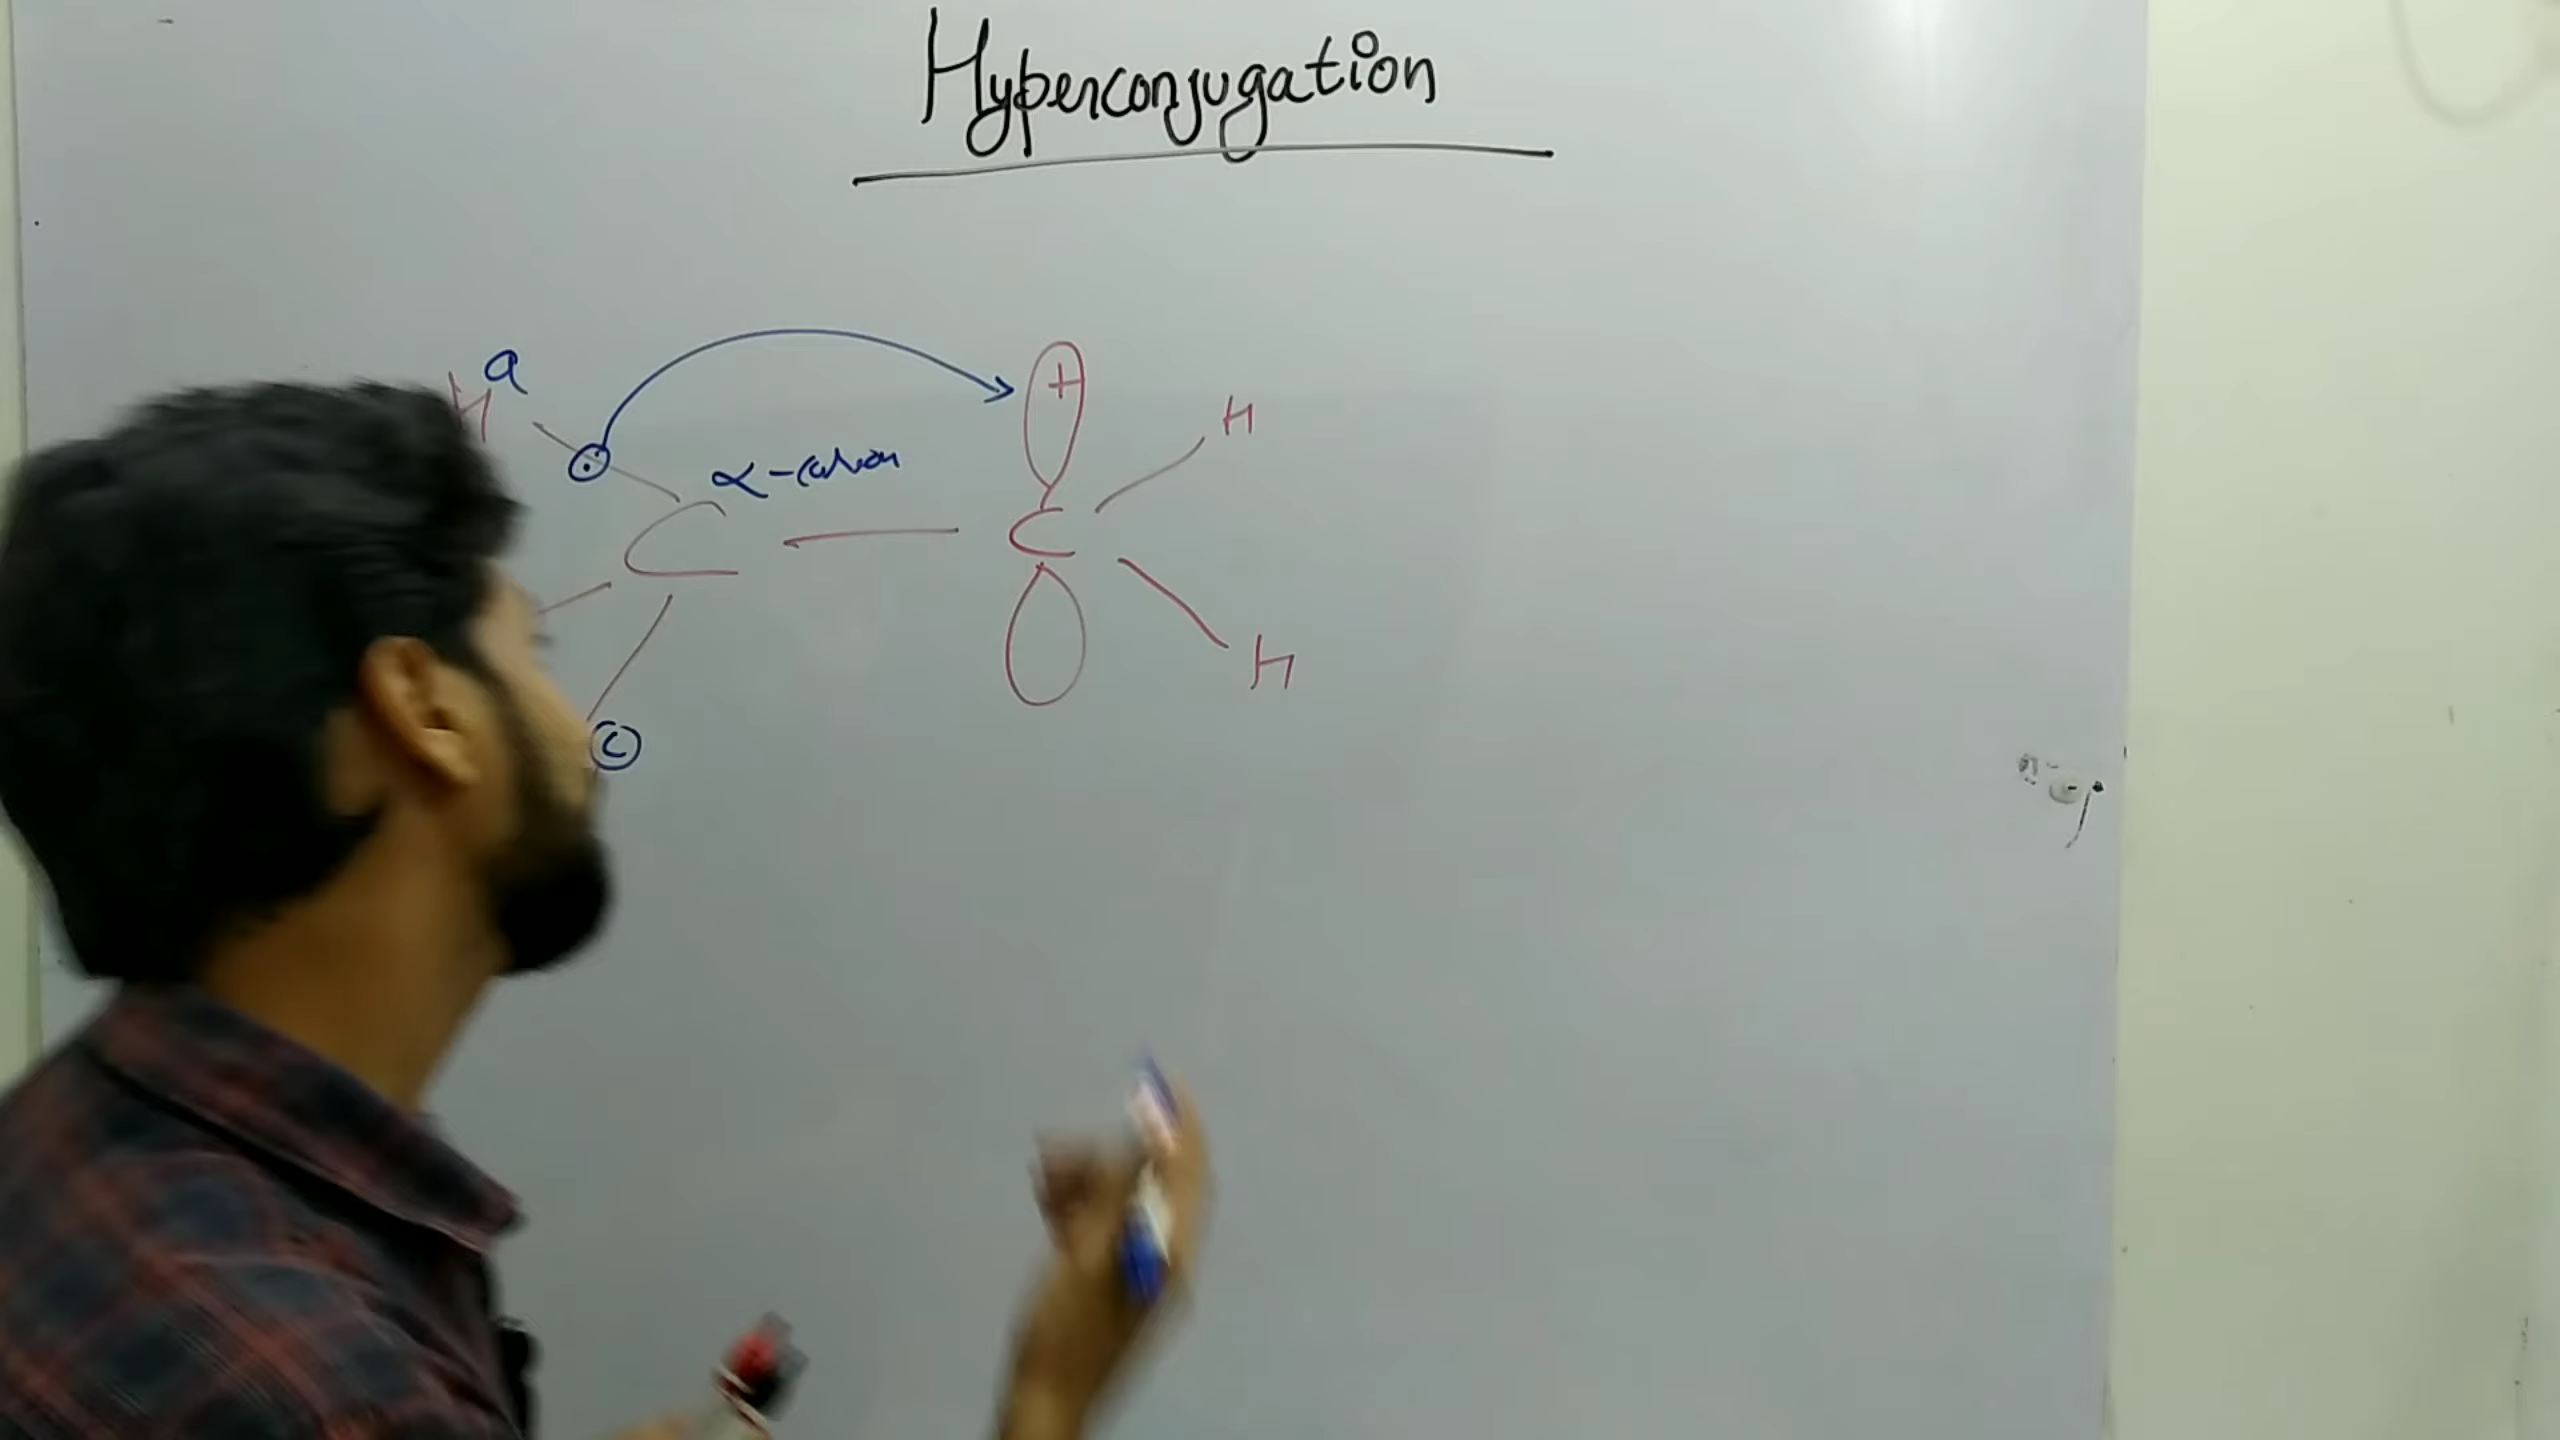 Hyperconjugation
H a
+
H
α-carbon
C — C
H
c